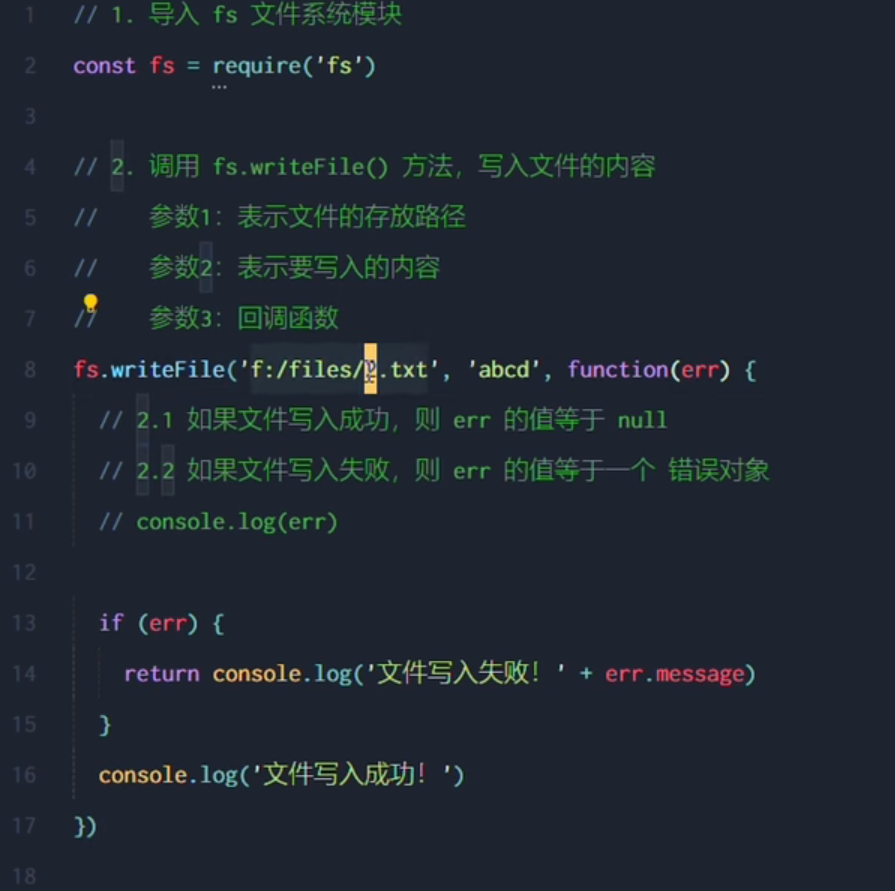 1 // 1. 导入 fs 文件系统模块
2 const fs = require('fs')
3
4 // 2. 调用 fs.writeFile() 方法，写入文件的内容
5 //    参数1：表示文件的存放路径
6 //    参数2：表示要写入的内容
7 //    参数3：回调函数
8 fs.writeFile('f:/files/.txt', 'abcd', function(err) {
9   // 2.1 如果文件写入成功，则 err 的值等于 null
10   // 2.2 如果文件写入失败，则 err 的值等于一个 错误对象
11   // console.log(err)
12
13   if (err) {
14     return console.log('文件写入失败！' + err.message)
15   }
16   console.log('文件写入成功！')
17 })
18